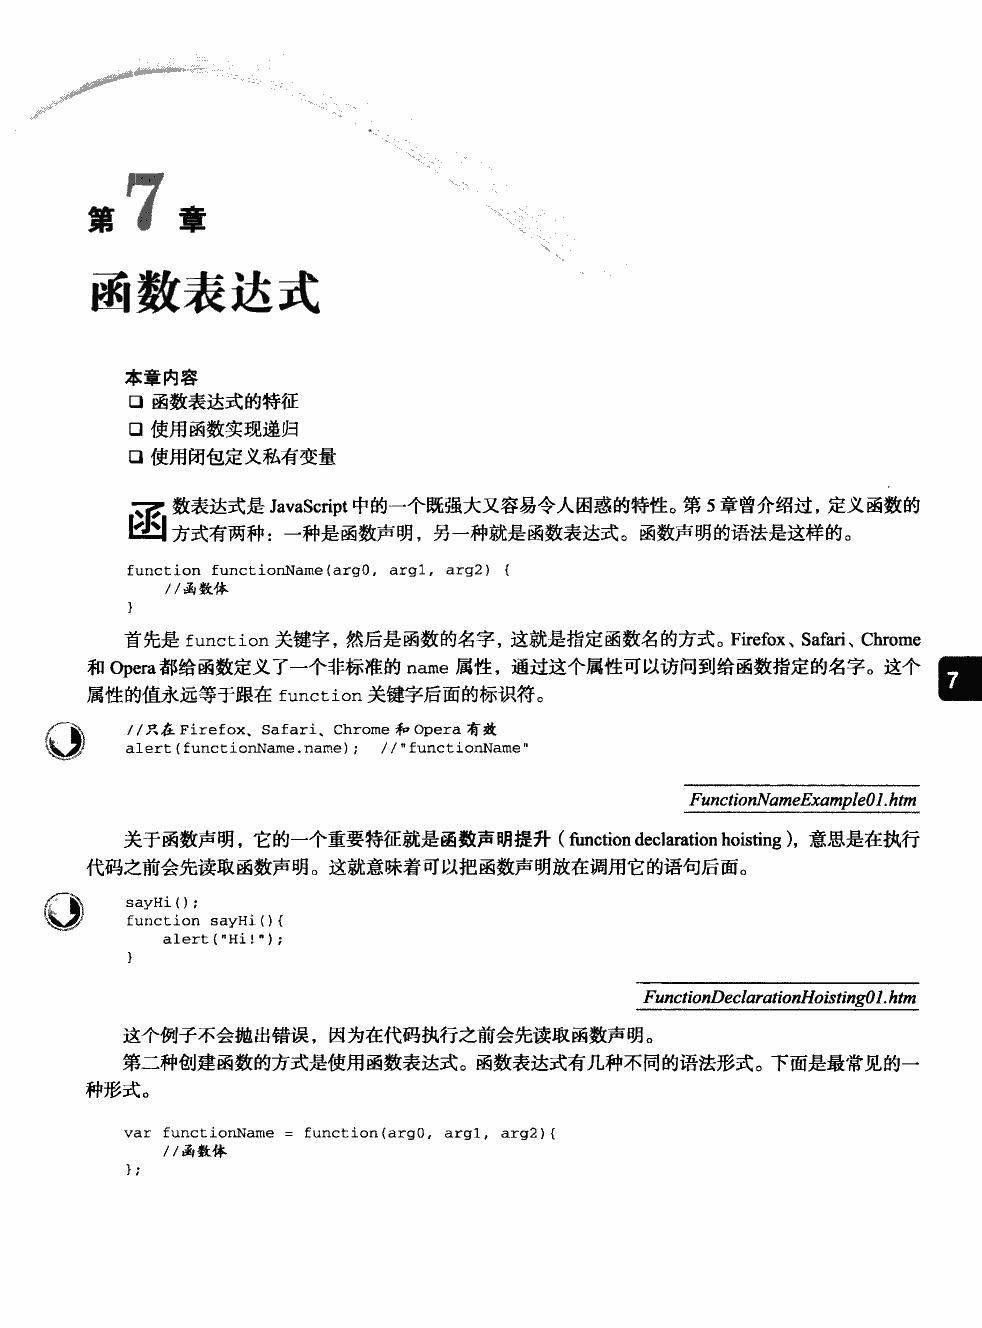 第7章
函数表达式
本章内容
❑ 函数表达式的特征
❑ 使用函数实现递归
❑ 使用闭包定义私有变量
函数表达式是 JavaScript 中的一个既强大又容易令人困惑的特性。第 5 章曾介绍过，定义函数的
方式有两种：一种是函数声明，另一种就是函数表达式。函数声明的语法是这样的。
function functionName(arg0, arg1, arg2) {
    //函数体
}
首先是 function 关键字，然后是函数的名字，这就是指定函数名的方式。Firefox、Safari、Chrome
和 Opera 都给函数定义了一个非标准的 name 属性，通过这个属性可以访问到给函数指定的名字。这个
属性的值永远等于跟在 function 关键字后面的标识符。
7
//只在 Firefox、Safari、Chrome 和 Opera 有效
alert(functionName.name);  //"functionName"
FunctionNameExample01.htm
关于函数声明，它的一个重要特征就是函数声明提升（function declaration hoisting），意思是在执行
代码之前会先读取函数声明。这就意味着可以把函数声明放在调用它的语句后面。
sayHi();
function sayHi(){
    alert("Hi!");
}
FunctionDeclarationHoisting01.htm
这个例子不会抛出错误，因为在代码执行之前会先读取函数声明。
第二种创建函数的方式是使用函数表达式。函数表达式有几种不同的语法形式。下面是最常见的一
种形式。
var functionName = function(arg0, arg1, arg2){
    //函数体
};